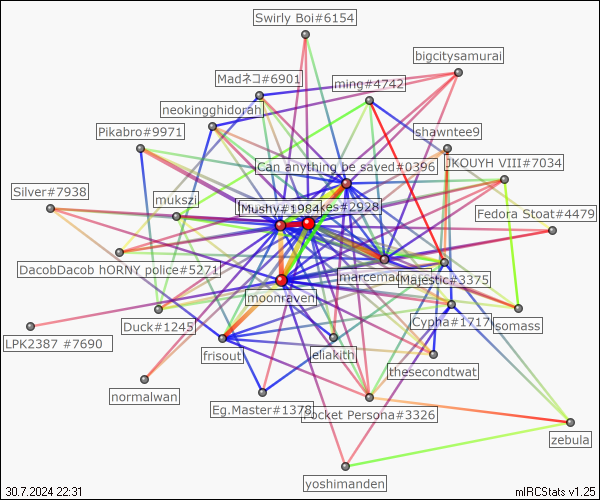 Swirly Boi#6154
bigcitysamurai
Madネコ#6901
ming#4742
neokingghidorah
Pikabro#9971
shawntee9
JKOUYH VIII#7034
Can anything be saved#0396
Silver#7938
mukszi
Mushy#1984
kes#2928
Fedora Stoat#4479
DacobDacob hORNY police#5271
Majestic#3375
moonraven
Duck#1245
Cypha#1717
somass
LPK2387 #7690
frisout
eliakith
thesecondtwat
normalwan
Eg.Master#1378
Pocket Persona#3326
zebula
yoshimanden
30.7.2024 22:31
mIRCStats v1.25